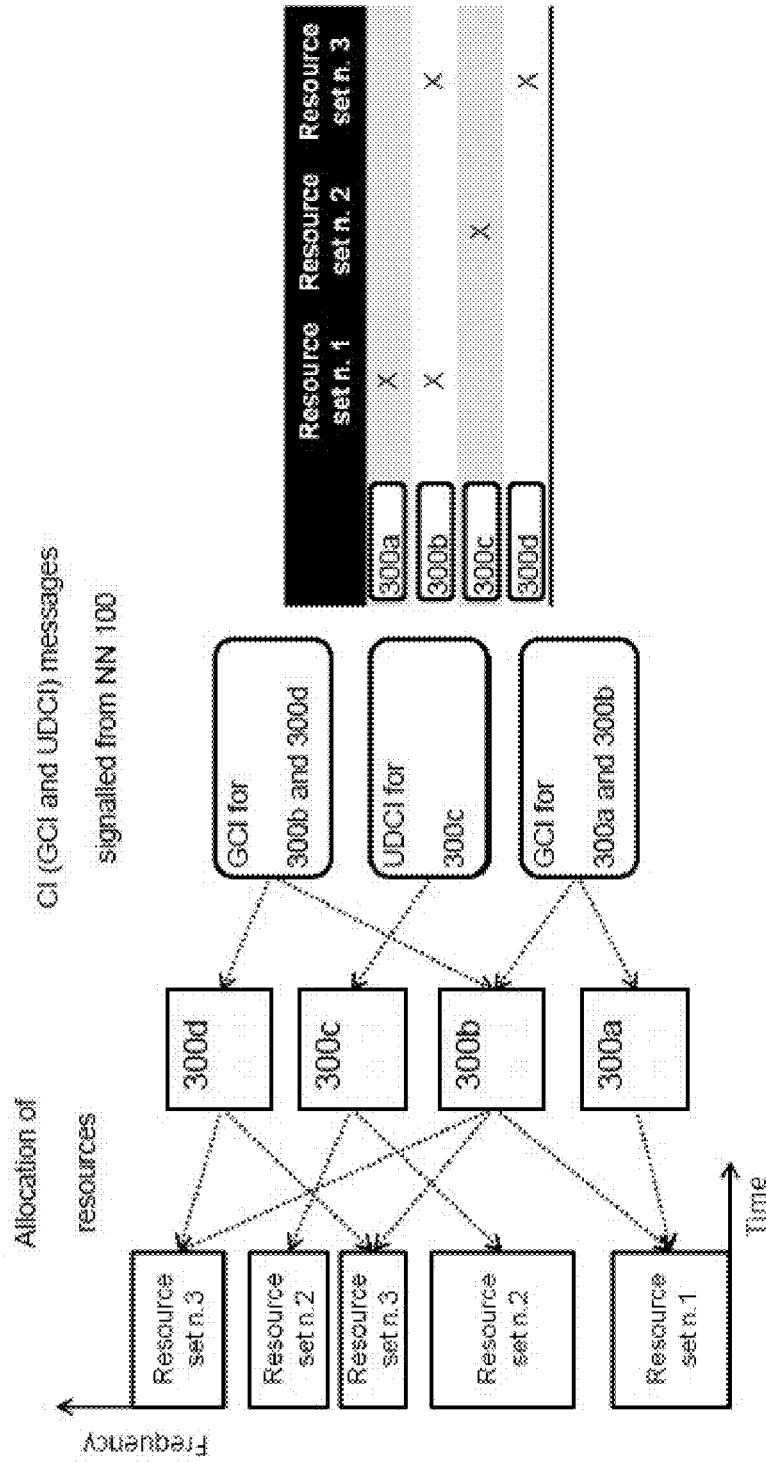 Allocation of
resources
CI (GCI and UDCI) messages
signalled from NN 100
Frequency
Resource
set n.3
Resource
set n.2
Resource
set n.3
Resource
set n.2
Resource
set n.1
Time
300d
300c
300b
300a
GCI for
300b and 300d
UDCI for
300c
GCI for
300a and 300b
Resource
set n. 1
Resource
set n. 2
Resource
set n. 3
300a X
300b X X
300c X
300d X